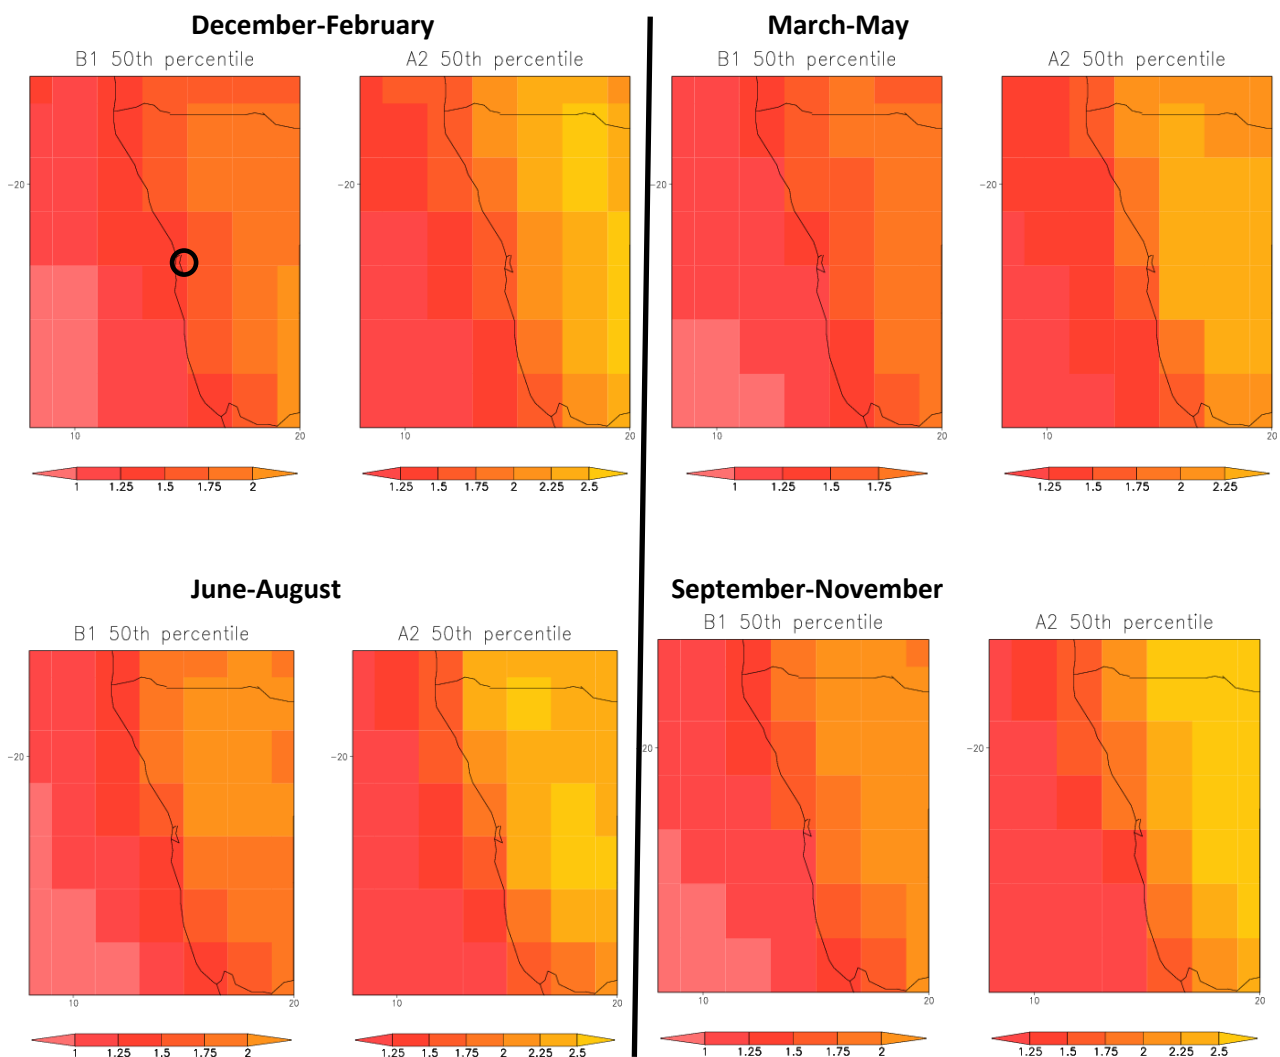 December-February
B1 50th percentile
A2 50th percentile
-20
-20
10
20
10
20
1 1.25 1.5 1.75 2
1.25 1.5 1.75 2 2.25 2.5
March-May
B1 50th percentile
A2 50th percentile
-20
-20
10
20
10
20
1 1.25 1.5 1.75
1.25 1.5 1.75 2 2.25
June-August
B1 50th percentile
A2 50th percentile
-20
-20
10
20
10
20
1 1.25 1.5 1.75 2
1.25 1.5 1.75 2 2.25 2.5
September-November
B1 50th percentile
A2 50th percentile
20
-20
10
20
10
20
1 1.25 1.5 1.75 2
1.25 1.5 1.75 2 2.25 2.5